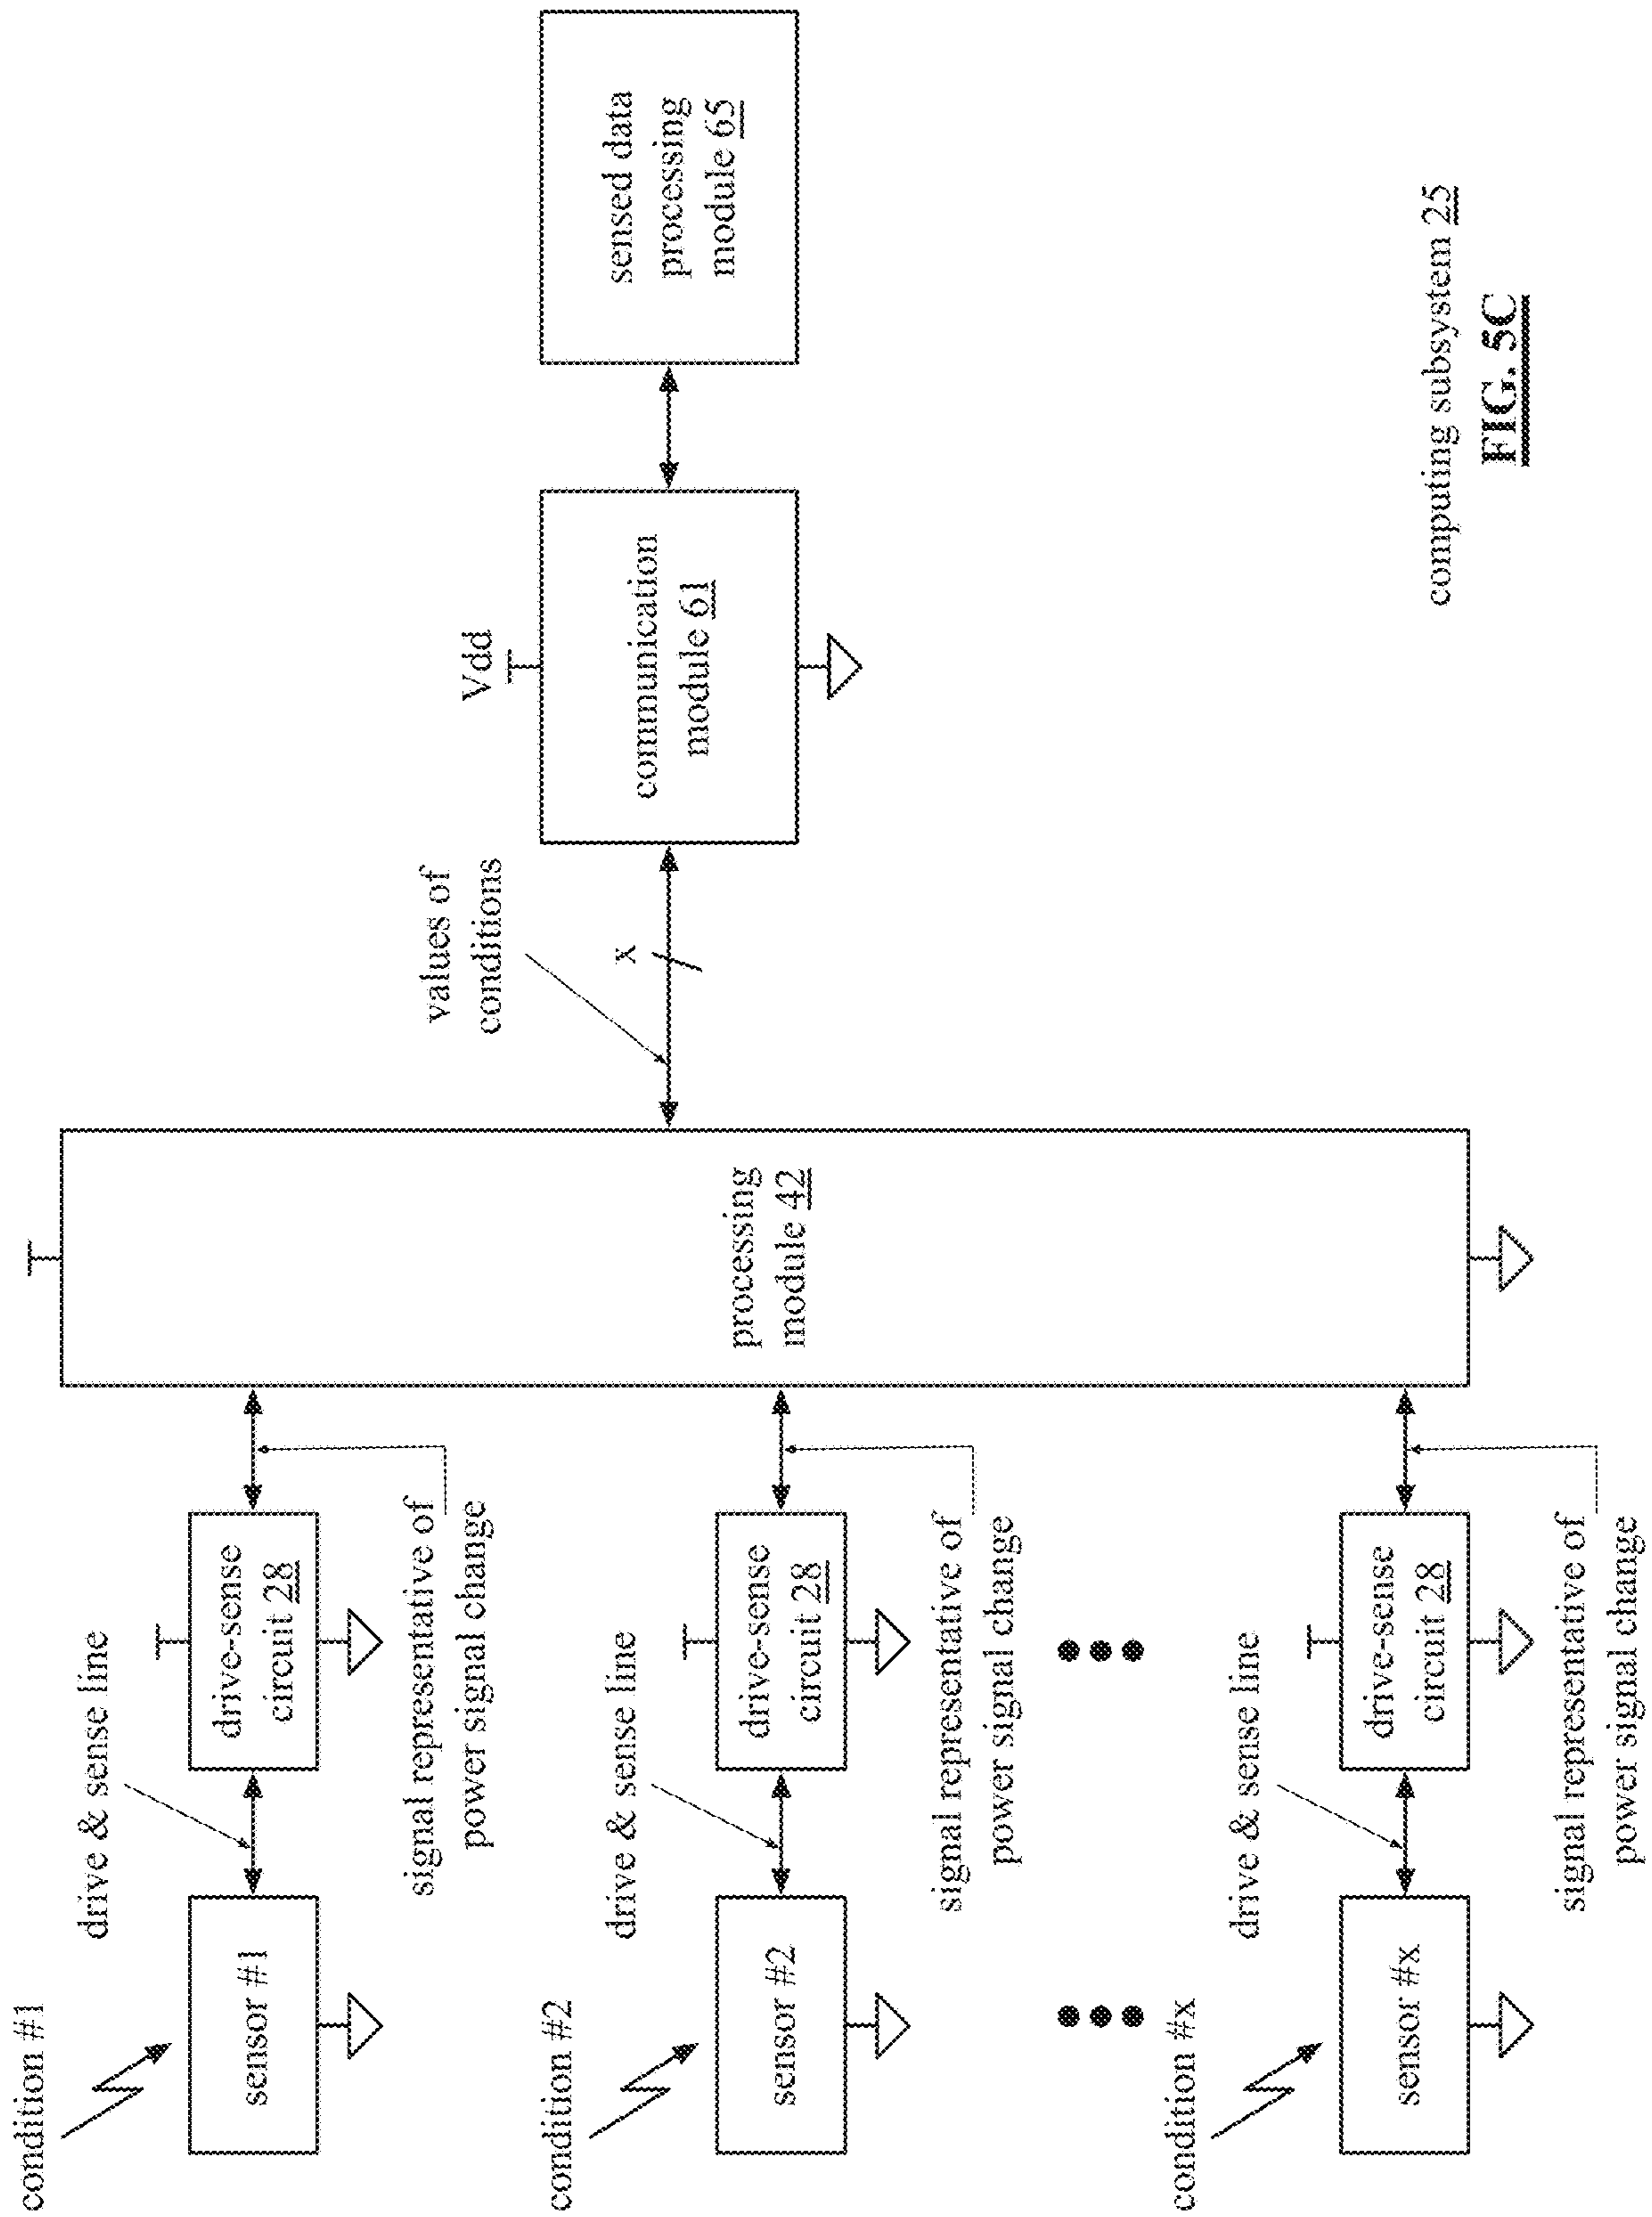 condition #1
drive & sense line
sensor #1
drive-sense
circuit 28
signal representative of
power signal change
condition #2
drive & sense line
sensor #2
drive-sense
circuit 28
signal representative of
power signal change
condition #x
drive & sense line
sensor #x
drive-sense
circuit 28
signal representative of
power signal change
processing
module 42
values of
conditions
x
Vdd
communication
module 61
sensed data
processing
module 65
computing subsystem 25
FIG. 5C